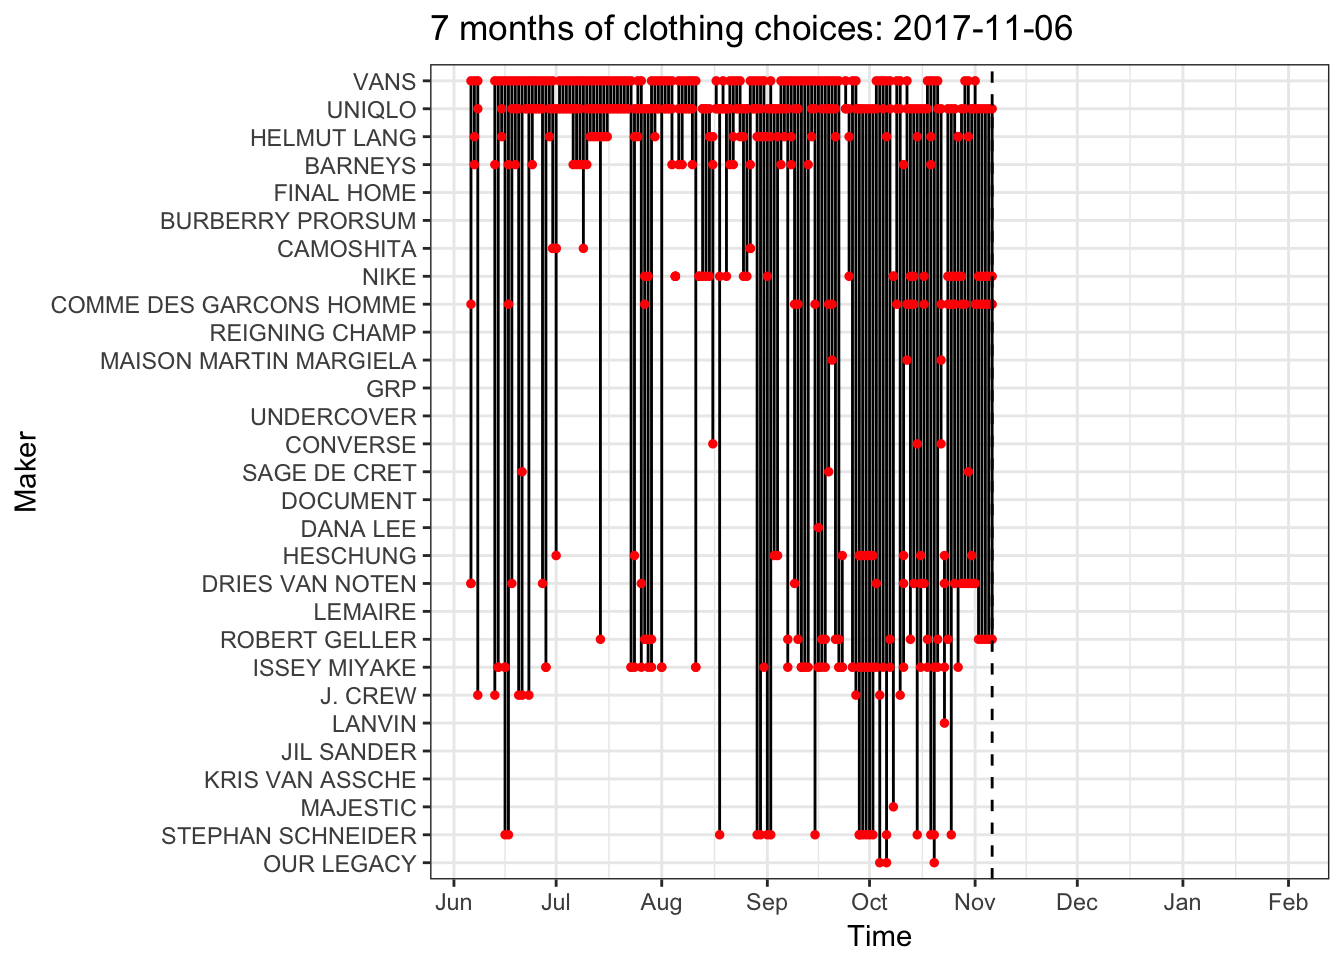 7 months of clothing choices: 2017-11-06
VANS
UNIQLO
HELMUT LANG
BARNEYS
FINAL HOME
BURBERRY PRORSUM
CAMOSHITA
NIKE
COMME DES GARCONS HOMME
REIGNING CHAMP
MAISON MARTIN MARGIELA
GRP
UNDERCOVER
CONVERSE
SAGE DE CRET
DOCUMENT
DANA LEE
HESCHUNG
DRIES VAN NOTEN
LEMAIRE
ROBERT GELLER
ISSEY MIYAKE
J. CREW
LANVIN
JIL SANDER
KRIS VAN ASSCHE
MAJESTIC
STEPHAN SCHNEIDER
OUR LEGACY
Maker
Jun Jul Aug Sep Oct Nov Dec Jan Feb
Time